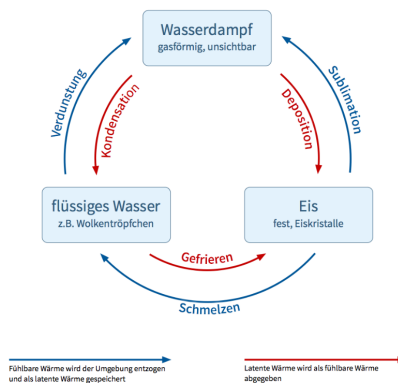 Wasserdampf
gasförmig, unsichtbar
Verdunstung
Kondensation
Deposition
Sublimation
flüssiges Wasser
z.B. Wolkentröpfchen
Eis
fest, Eiskristalle
Gefrieren
Schmelzen
Fühlbare Wärme wird der Umgebung entzogen
und als latente Wärme gespeichert
Latente Wärme wird als fühlbare Wärme
abgegeben